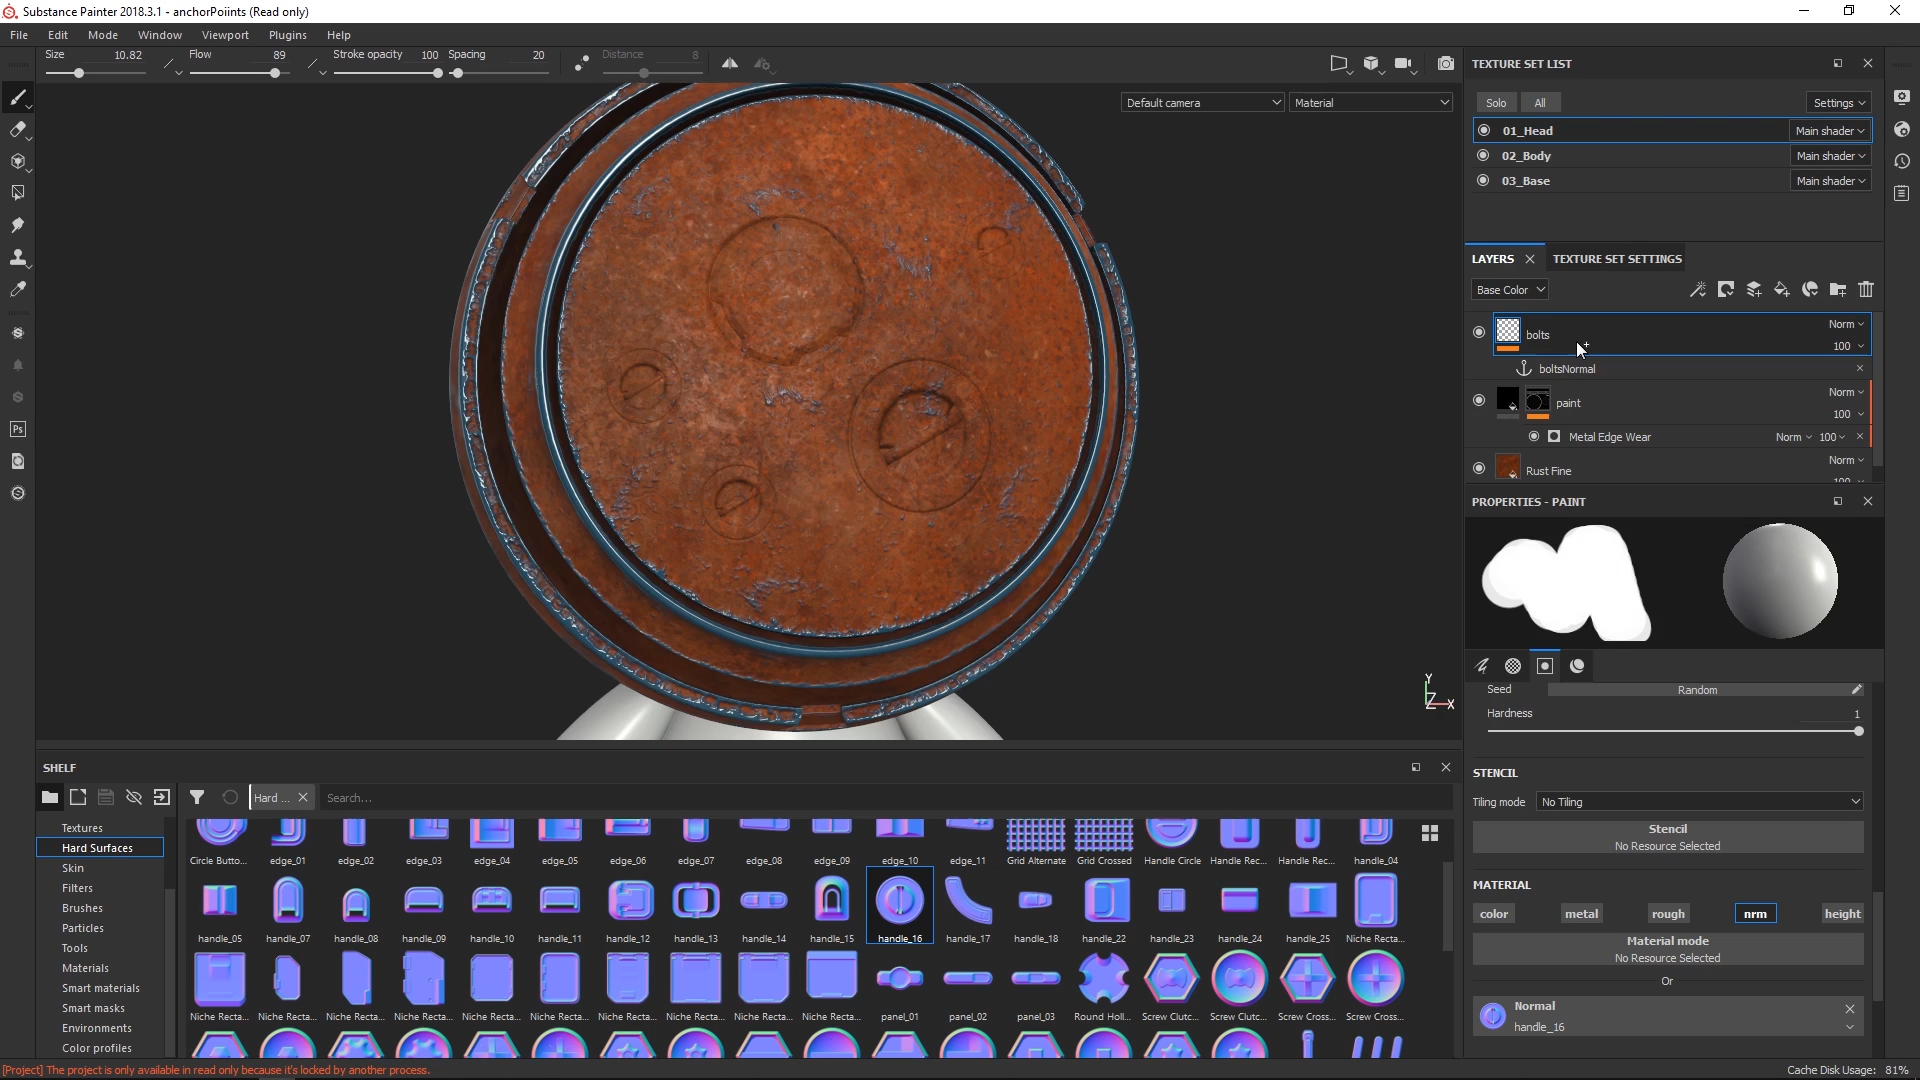 Substance Painter 2018.3.1 - anchorPoiints (Read only)
File Edit Mode Window Viewport Plugins Help
Size 10.82 Flow 89 Stroke opacity 100 Spacing 20 Distance 8
Default camera Material
TEXTURE SET LIST
Solo All Settings
01_Head Main shader
02_Body Main shader
03_Base Main shader
LAYERS TEXTURE SET SETTINGS
Base Color
bolts Norm 100
boltsNormal
paint Norm 100
Metal Edge Wear Norm 100
Rust Fine Norm 100
PROPERTIES - PAINT
Seed Random
Hardness 1
STENCIL
Tiling mode No Tiling
Stencil
No Resource Selected
MATERIAL
color metal rough nrm height
Material mode
No Resource Selected
Or
Normal
handle_16
Y
Z X
Ps
SHELF
Hard ... Search...
Textures
Hard Surfaces
Skin
Filters
Brushes
Particles
Tools
Materials
Smart materials
Smart masks
Environments
Color profiles
Circle Butto... edge_01 edge_02 edge_03 edge_04 edge_05 edge_06 edge_07 edge_08 edge_09 edge_10 edge_11 Grid Alternate Grid Crossed Handle Circle Handle Rec... Handle Rec... handle_04
handle_05 handle_07 handle_08 handle_09 handle_10 handle_11 handle_12 handle_13 handle_14 handle_15 handle_16 handle_17 handle_18 handle_22 handle_23 handle_24 handle_25 Niche Recta...
Niche Recta... Niche Recta... Niche Recta... Niche Recta... Niche Recta... Niche Recta... Niche Recta... Niche Recta... Niche Recta... Niche Recta... panel_01 panel_02 panel_03 Round Holl... Screw Clutc... Screw Clutc... Screw Cross... Screw Cross...
[Project] The project is only available in read only because it's locked by another process.
Cache Disk Usage: 81%